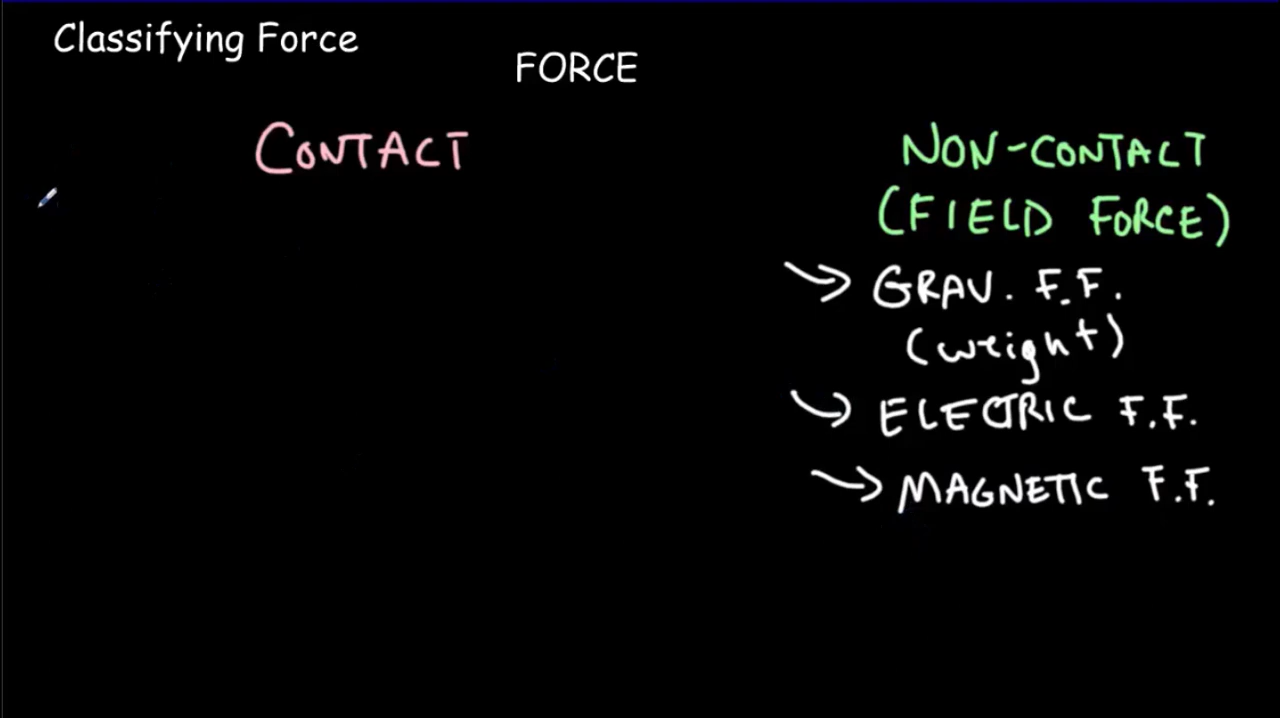 Classifying Force
FORCE
CONTACT
NON-CONTACT
(FIELD FORCE)
GRAV. F.F.
(weight)
ELECTRIC F.F.
MAGNETIC F.F.